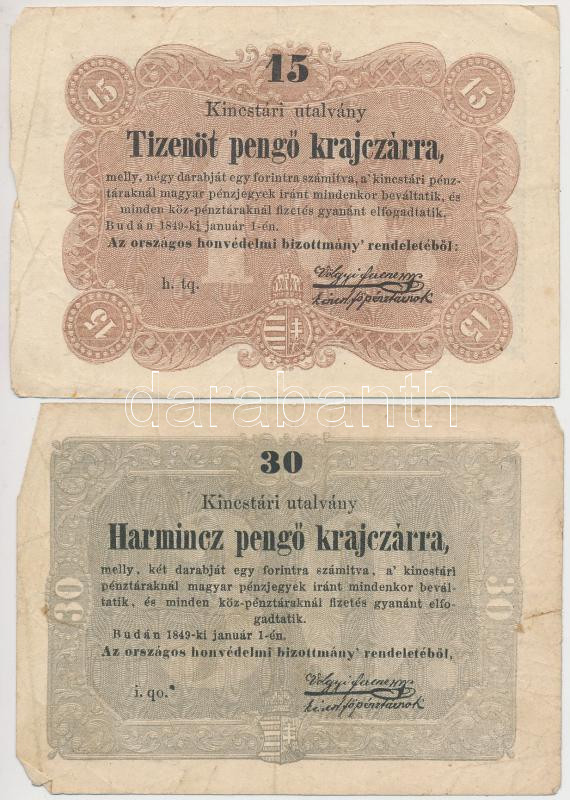 15
15 15
Kincstári utalvány
Tizenöt pengő krajczárra,
melly, négy darabját egy forintra számítva, a' kincstári pénz-
táraknál magyar pénzjegyek iránt mindenkor beváltatik, és
minden köz-pénztáraknál fizetés gyanánt elfogadtatik.
Budán 1849-ki január 1-én.
Az országos honvédelmi bizottmány' rendeletéből:
h. tq.
15 15
darabanth
30
Kincstári utalvány
Harmincz pengő krajczárra,
melly, két darabját egy forintra számítva, a' kincstári
pénztáraknál magyar pénzjegyek iránt mindenkor bevál-
tatik, és minden köz-pénztáraknál fizetés gyanánt elfo-
gadtatik.
30 30
Budán 1849-ki január 1-én.
Az országos honvédelmi bizottmány' rendeletéből,
i. qo.